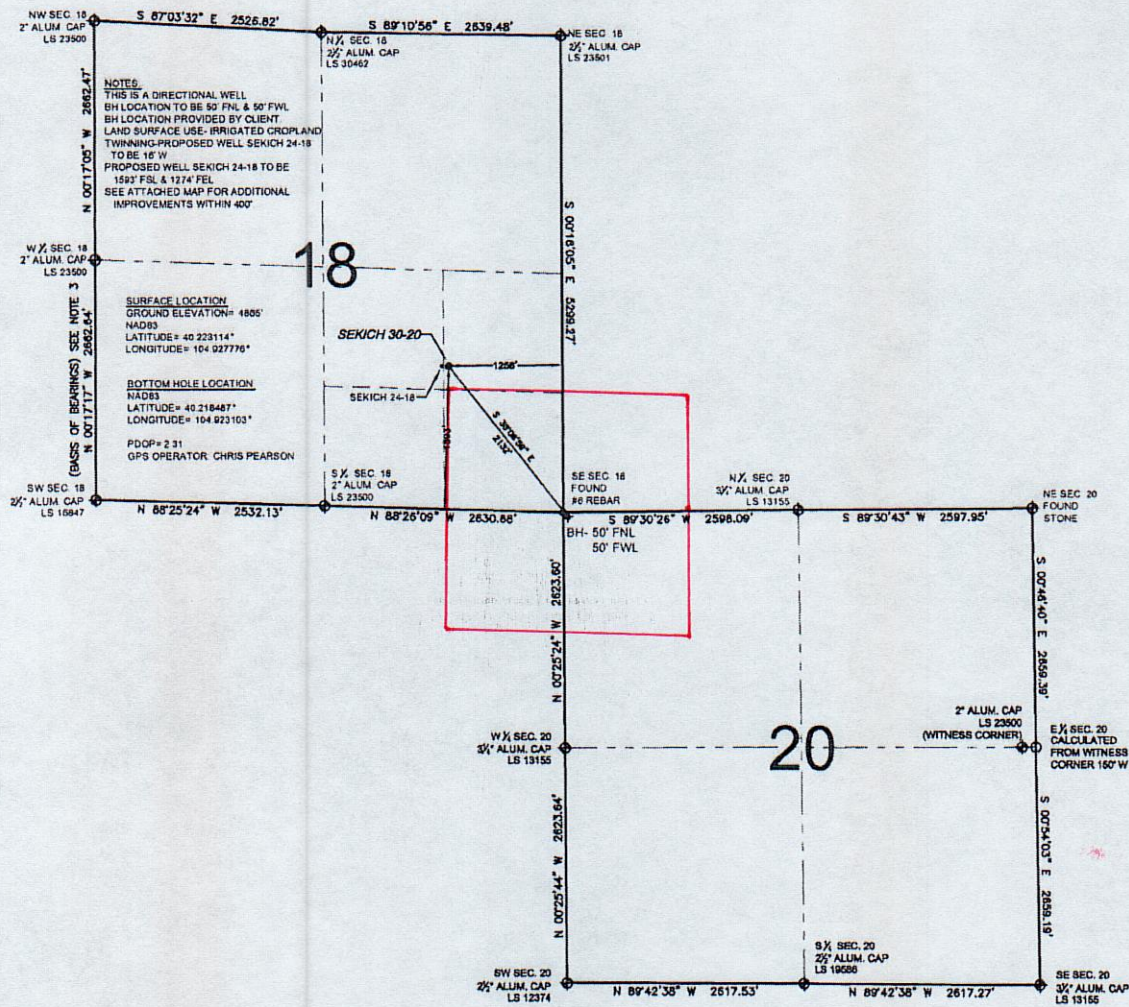 NW SEC. 18
2" ALUM. CAP
LS 23500
S 87°03'32" E 2526.82'
N¼ SEC. 18
2½" ALUM. CAP
LS 30462
S 89°10'56" E 2639.48'
NE SEC. 18
2½" ALUM. CAP
LS 23501
NOTES
THIS IS A DIRECTIONAL WELL
BH LOCATION TO BE 50' FNL & 50' FWL
BH LOCATION PROVIDED BY CLIENT
LAND SURFACE USE- IRRIGATED CROPLAND
TWINNING-PROPOSED WELL SEKICH 24-18
TO BE 18' W
PROPOSED WELL SEKICH 24-18 TO BE
1593' FSL & 1274' FEL
SEE ATTACHED MAP FOR ADDITIONAL
IMPROVEMENTS WITHIN 400'
N 00°17'05" W 2662.47'
18
S 00°16'05" E 5299.27'
W¼ SEC. 18
2" ALUM. CAP
LS 23500
(BASIS OF BEARINGS) SEE NOTE 3
N 00°17'17" W 2662.64'
SURFACE LOCATION
GROUND ELEVATION= 4885'
NAD83
LATITUDE= 40.223114°
LONGITUDE= 104.927776°
BOTTOM HOLE LOCATION
NAD83
LATITUDE= 40.218487°
LONGITUDE= 104.923103°
PDOP= 2.31
GPS OPERATOR: CHRIS PEARSON
SEKICH 30-20
1256'
SEKICH 24-18
2132'
SW SEC. 18
2½" ALUM. CAP
LS 16847
N 88°25'24" W 2532.13'
S¼ SEC. 18
2" ALUM. CAP
LS 23500
N 88°26'09" W 2630.66'
SE SEC. 18
FOUND
#6 REBAR
S 89°30'26" W 2598.09'
N¼ SEC. 20
3¼" ALUM. CAP
LS 13155
S 89°30'43" W 2597.95'
NE SEC. 20
FOUND
STONE
BH- 50' FNL
50' FWL
N 00°25'24" W 2623.60'
S 00°46'40" E 2659.39'
W¼ SEC. 20
3¼" ALUM. CAP
LS 13155
20
2" ALUM. CAP
LS 23500
(WITNESS CORNER)
E¼ SEC. 20
CALCULATED
FROM WITNESS
CORNER 150' W
N 00°25'44" W 2623.64'
S 00°54'03" E 2659.19'
SW SEC. 20
2½" ALUM. CAP
LS 12374
N 89°42'38" W 2617.53'
S¼ SEC. 20
2½" ALUM. CAP
LS 19586
N 89°42'38" W 2617.27'
SE SEC. 20
3¼" ALUM. CAP
LS 13155